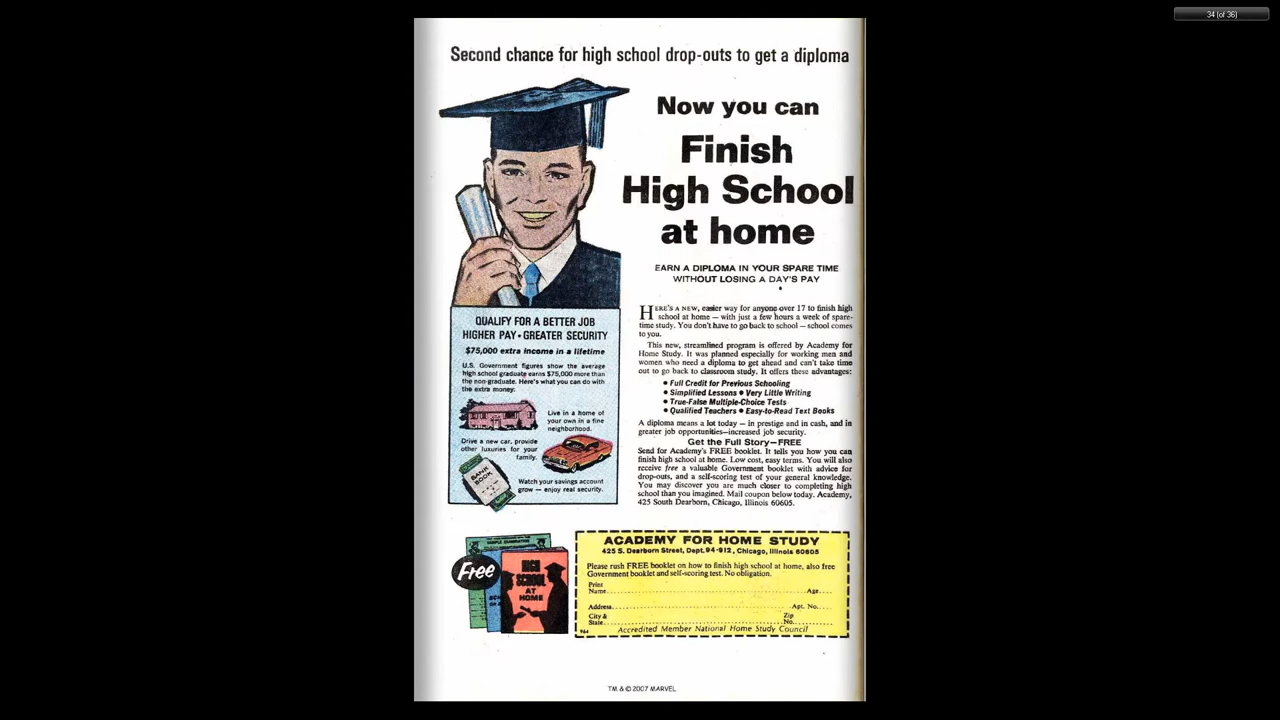 34 (of 36)
Second chance for high school drop-outs to get a diploma
Now you can
Finish
High School
at home
EARN A DIPLOMA IN YOUR SPARE TIME
WITHOUT LOSING A DAY'S PAY
QUALIFY FOR A BETTER JOB
HIGHER PAY • GREATER SECURITY
$75,000 extra income in a lifetime
U.S. Government figures show the average
high school graduate earns $75,000 more than
the non-graduate. Here's what you can do with
the extra money:
Live in a home of
your own in a fine
neighborhood.
Drive a new car, provide
other luxuries for your
family.
BANK
BOOK
Watch your savings account
grow — enjoy real security.
HERE'S A NEW, easier way for anyone over 17 to finish high
school at home — with just a few hours a week of spare-
time study. You don't have to go back to school — school comes
to you.
This new, streamlined program is offered by Academy for
Home Study. It was planned especially for working men and
women who need a diploma to get ahead and can't take time
out to go back to classroom study. It offers these advantages:
• Full Credit for Previous Schooling
• Simplified Lessons • Very Little Writing
• True-False Multiple-Choice Tests
• Qualified Teachers • Easy-to-Read Text Books
A diploma means a lot today — in prestige and in cash, and in
greater job opportunities—increased job security.
Get the Full Story—FREE
Send for Academy's FREE booklet. It tells you how you can
finish high school at home. Low cost, easy terms. You will also
receive free a valuable Government booklet with advice for
drop-outs, and a self-scoring test of your general knowledge.
You may discover you are much closer to completing high
school than you imagined. Mail coupon below today. Academy,
425 South Dearborn, Chicago, Illinois 60605.
Free
SAMPLE EXAMINATION
HIGH
SCHOOL
AT
HOME
ACADEMY FOR HOME STUDY
425 S. Dearborn Street, Dept. 94-912, Chicago, Illinois 60605
Please rush FREE booklet on how to finish high school at home, also free
Government booklet and self-scoring test. No obligation.
Print
Name Age
Address Apt. No.
City & Zip
State No.
Accredited Member National Home Study Council
TM & © 2007 MARVEL